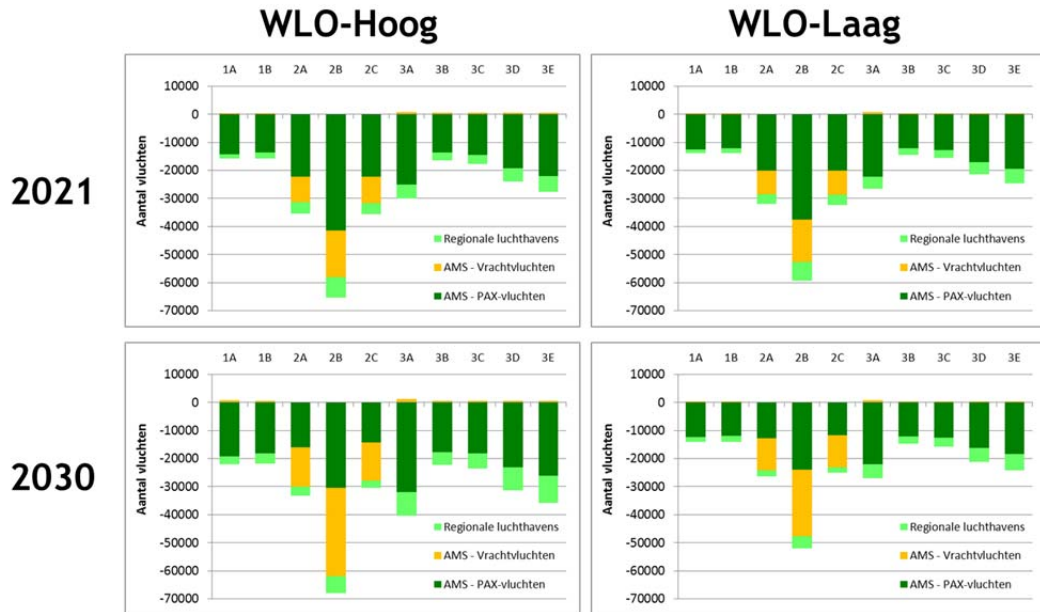 WLO-Hoog
WLO-Laag
2021
1A 1B 2A 2B 2C 3A 3B 3C 3D 3E
10000
0
-10000
-20000
-30000
-40000
-50000
-60000
-70000
Aantal vluchten
Regionale luchthavens
AMS - Vrachtvluchten
AMS - PAX-vluchten
1A 1B 2A 2B 2C 3A 3B 3C 3D 3E
10000
0
-10000
-20000
-30000
-40000
-50000
-60000
-70000
Aantal vluchten
Regionale luchthavens
AMS - Vrachtvluchten
AMS - PAX-vluchten
2030
1A 1B 2A 2B 2C 3A 3B 3C 3D 3E
10000
0
-10000
-20000
-30000
-40000
-50000
-60000
-70000
Aantal vluchten
Regionale luchthavens
AMS - Vrachtvluchten
AMS - PAX-vluchten
1A 1B 2A 2B 2C 3A 3B 3C 3D 3E
10000
0
-10000
-20000
-30000
-40000
-50000
-60000
-70000
Aantal vluchten
Regionale luchthavens
AMS - Vrachtvluchten
AMS - PAX-vluchten